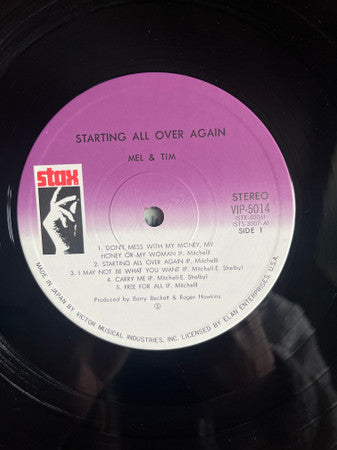 STARTING ALL OVER AGAIN
MEL & TIM
stax
STEREO
VIP-5014
(STX-3005)
(STS-3007-A)
SIDE 1
1. DON'T MESS WITH MY MONEY, MY
HONEY OR MY WOMAN (P. Mitchell)
2. STARTING ALL OVER AGAIN (P. Mitchell)
3. I MAY NOT BE WHAT YOU WANT (P. Mitchell-E. Shelby)
4. CARRY ME (P. Mitchell-E. Shelby)
5. FREE FOR ALL (P. Mitchell)
Produced by Barry Beckett & Roger Hawkins
Ⓢ
MADE IN JAPAN BY VICTOR MUSICAL INDUSTRIES, INC. LICENSED BY ELAN ENTERPRISES, U.S.A.